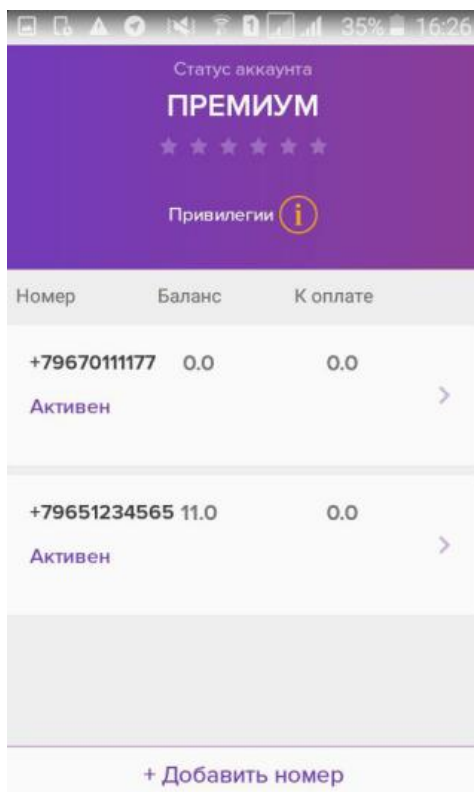 35% 16:26
Статус аккаунта
ПРЕМИУМ
Привилегии i
Номер Баланс К оплате
+79670111177 0.0 0.0
Активен
+79651234565 11.0 0.0
Активен
+ Добавить номер